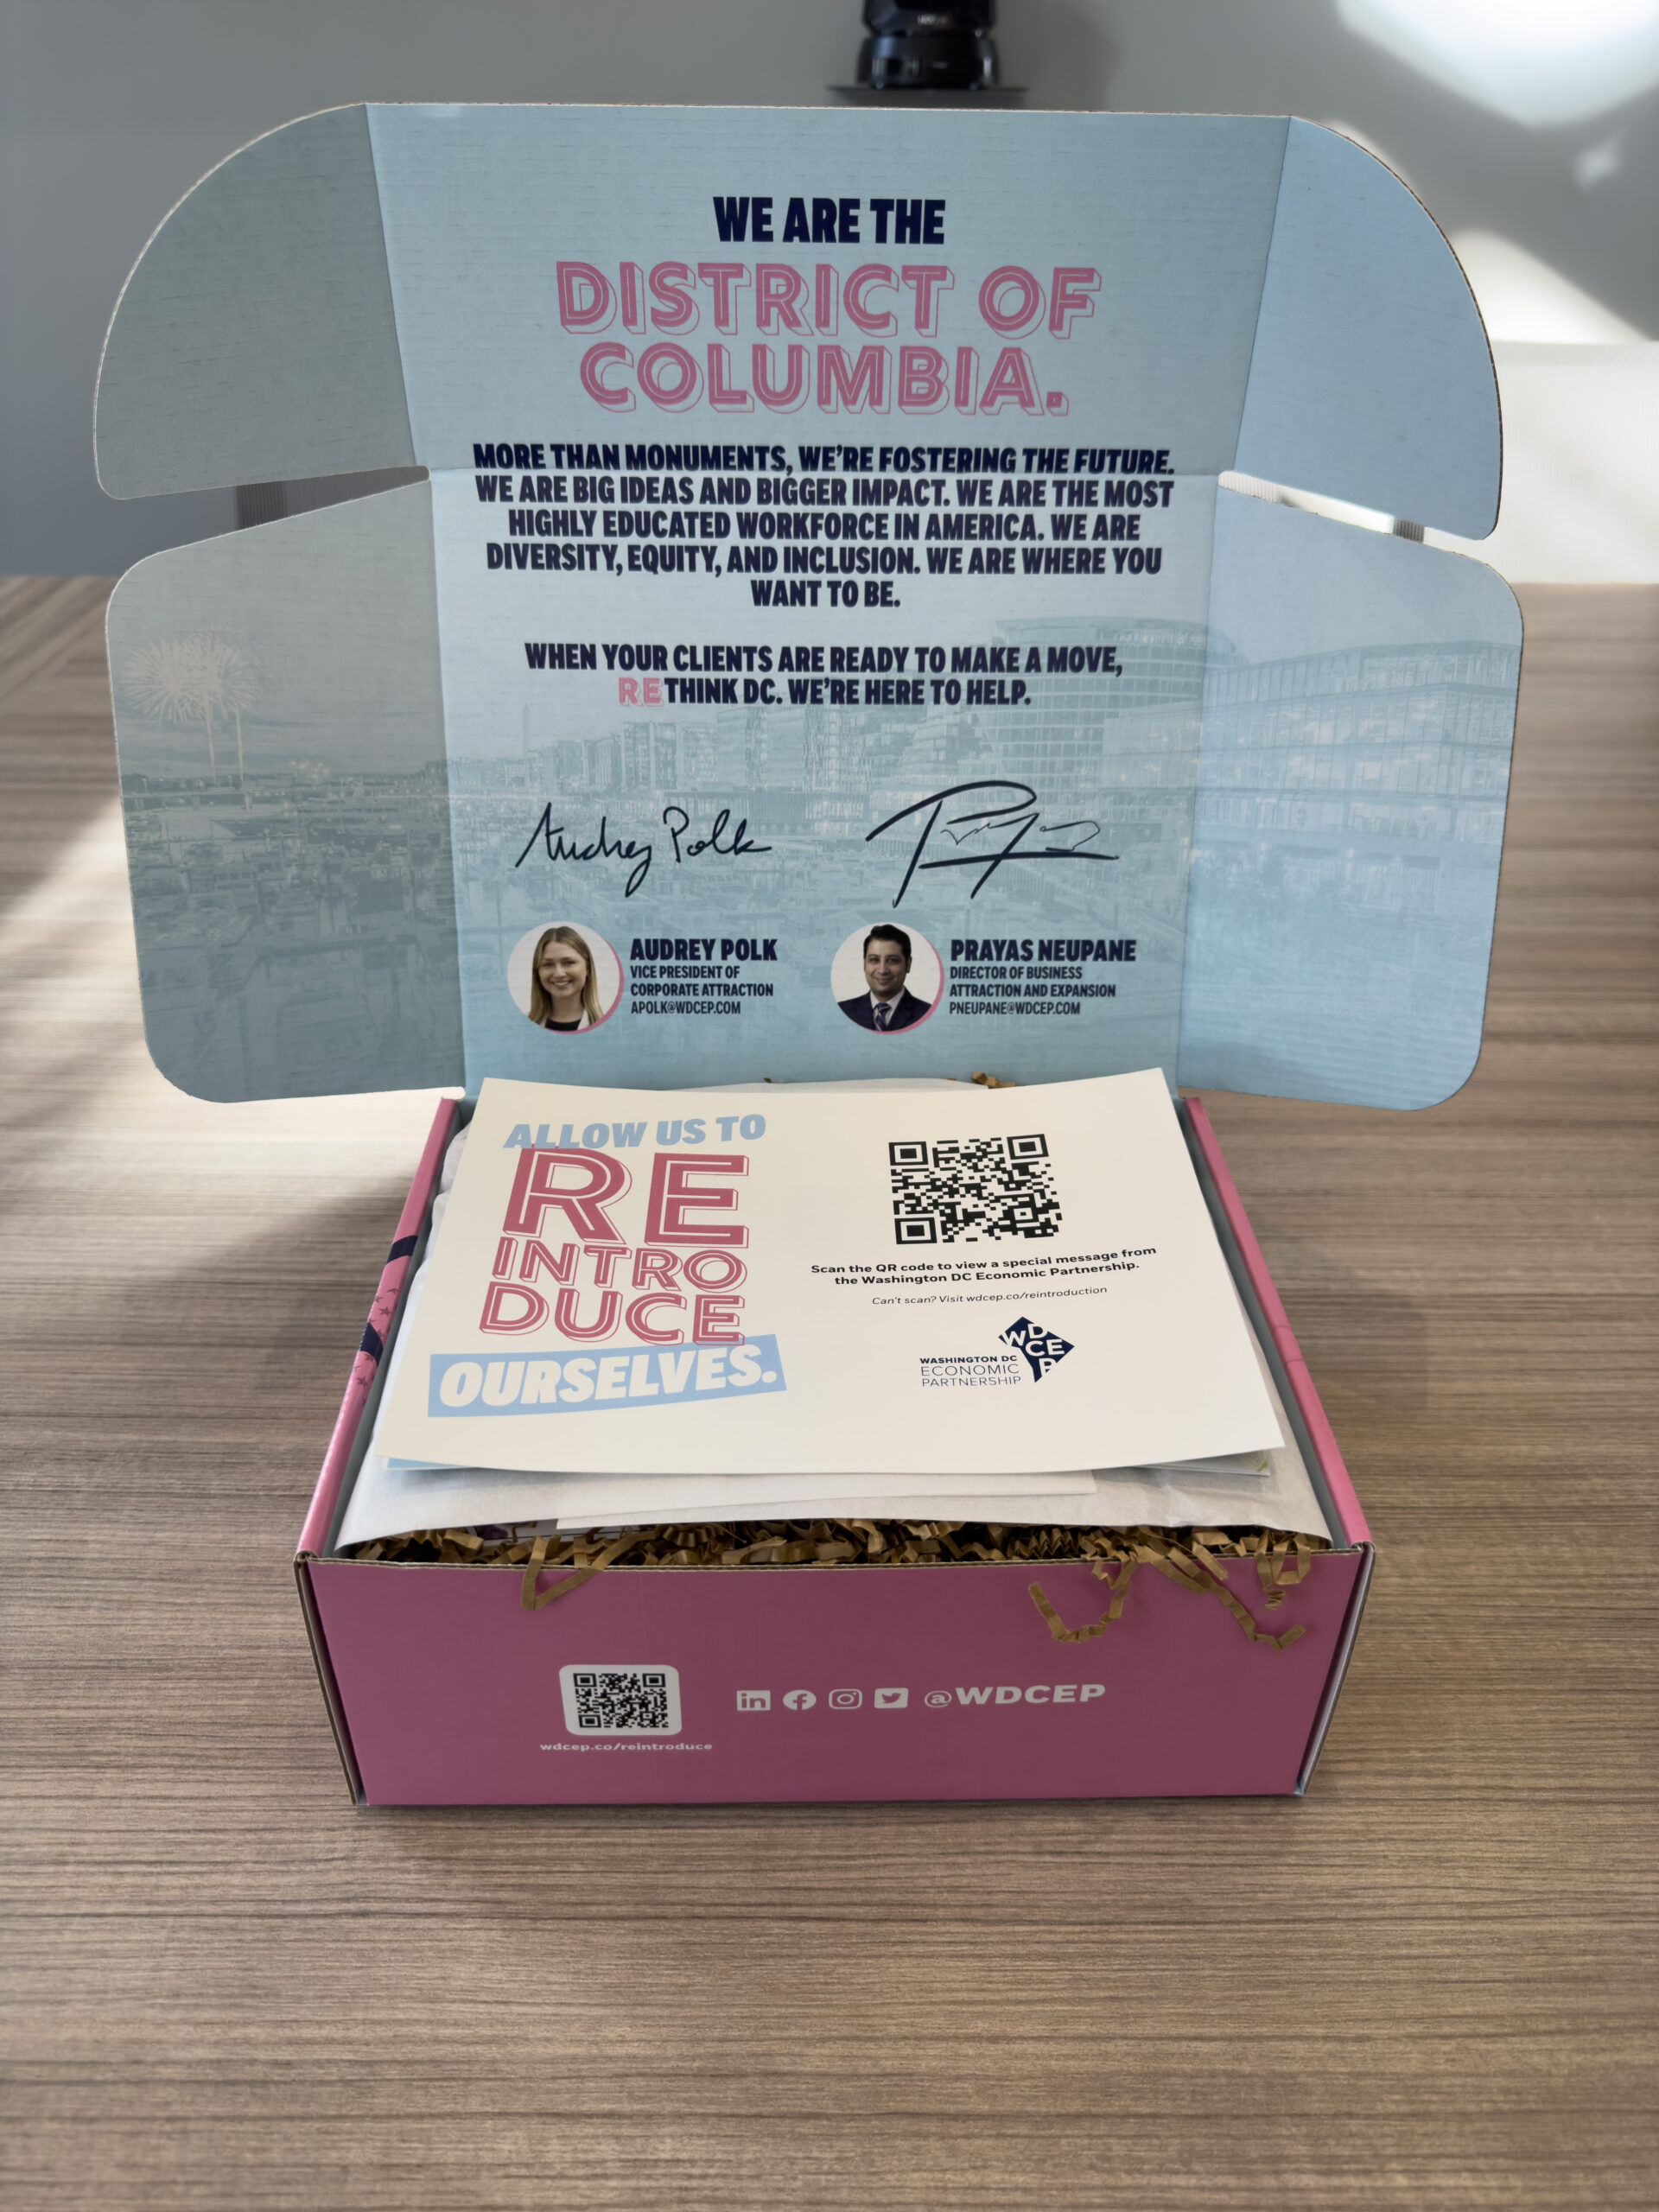 WE ARE THE
DISTRICT OF
COLUMBIA.
MORE THAN MONUMENTS, WE'RE FOSTERING THE FUTURE.
WE ARE BIG IDEAS AND BIGGER IMPACT. WE ARE THE MOST
HIGHLY EDUCATED WORKFORCE IN AMERICA. WE ARE
DIVERSITY, EQUITY, AND INCLUSION. WE ARE WHERE YOU
WANT TO BE.
WHEN YOUR CLIENTS ARE READY TO MAKE A MOVE,
RETHINK DC. WE'RE HERE TO HELP.
Audrey Polk
AUDREY POLK
VICE PRESIDENT OF
CORPORATE ATTRACTION
APOLK@WDCEP.COM
PRAYAS NEUPANE
DIRECTOR OF BUSINESS
ATTRACTION AND EXPANSION
PNEUPANE@WDCEP.COM
ALLOW US TO
RE
INTRO
DUCE
OURSELVES.
Scan the QR code to view a special message from
the Washington DC Economic Partnership.
Can't scan? Visit wdcep.co/reintroduction
WASHINGTON DC
ECONOMIC
PARTNERSHIP
WD
CE
P
wdcep.co/reintroduce
in f @WDCEP